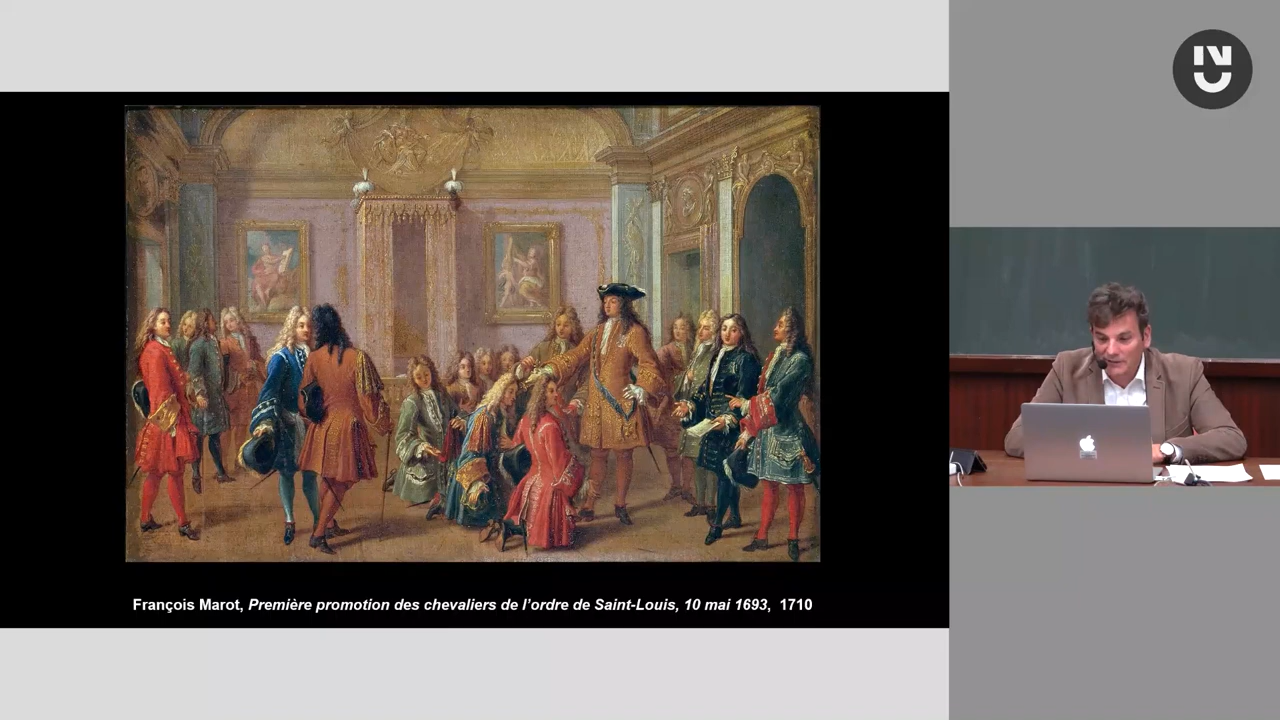 François Marot, Première promotion des chevaliers de l’ordre de Saint-Louis, 10 mai 1693, 1710